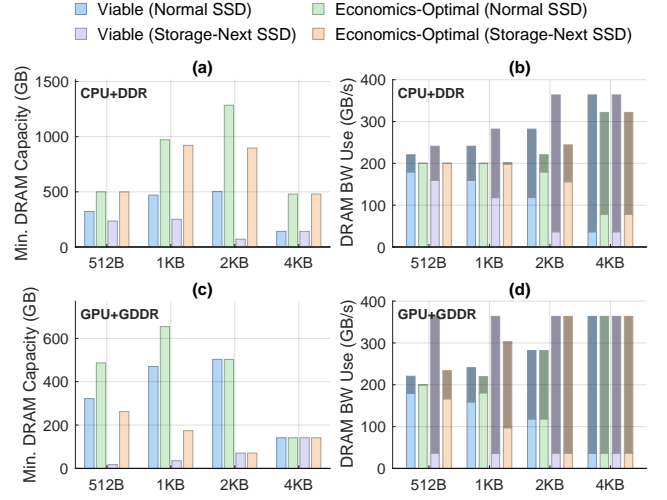 Viable (Normal SSD) Economics-Optimal (Normal SSD)
Viable (Storage-Next SSD) Economics-Optimal (Storage-Next SSD)
(a)
Min. DRAM Capacity (GB)
CPU+DDR
1500
1000
500
0
512B 1KB 2KB 4KB
(b)
DRAM BW Use (GB/s)
CPU+DDR
400
300
200
100
0
512B 1KB 2KB 4KB
(c)
Min. DRAM Capacity (GB)
GPU+GDDR
600
400
200
0
512B 1KB 2KB 4KB
(d)
DRAM BW Use (GB/s)
GPU+GDDR
400
300
200
100
0
512B 1KB 2KB 4KB